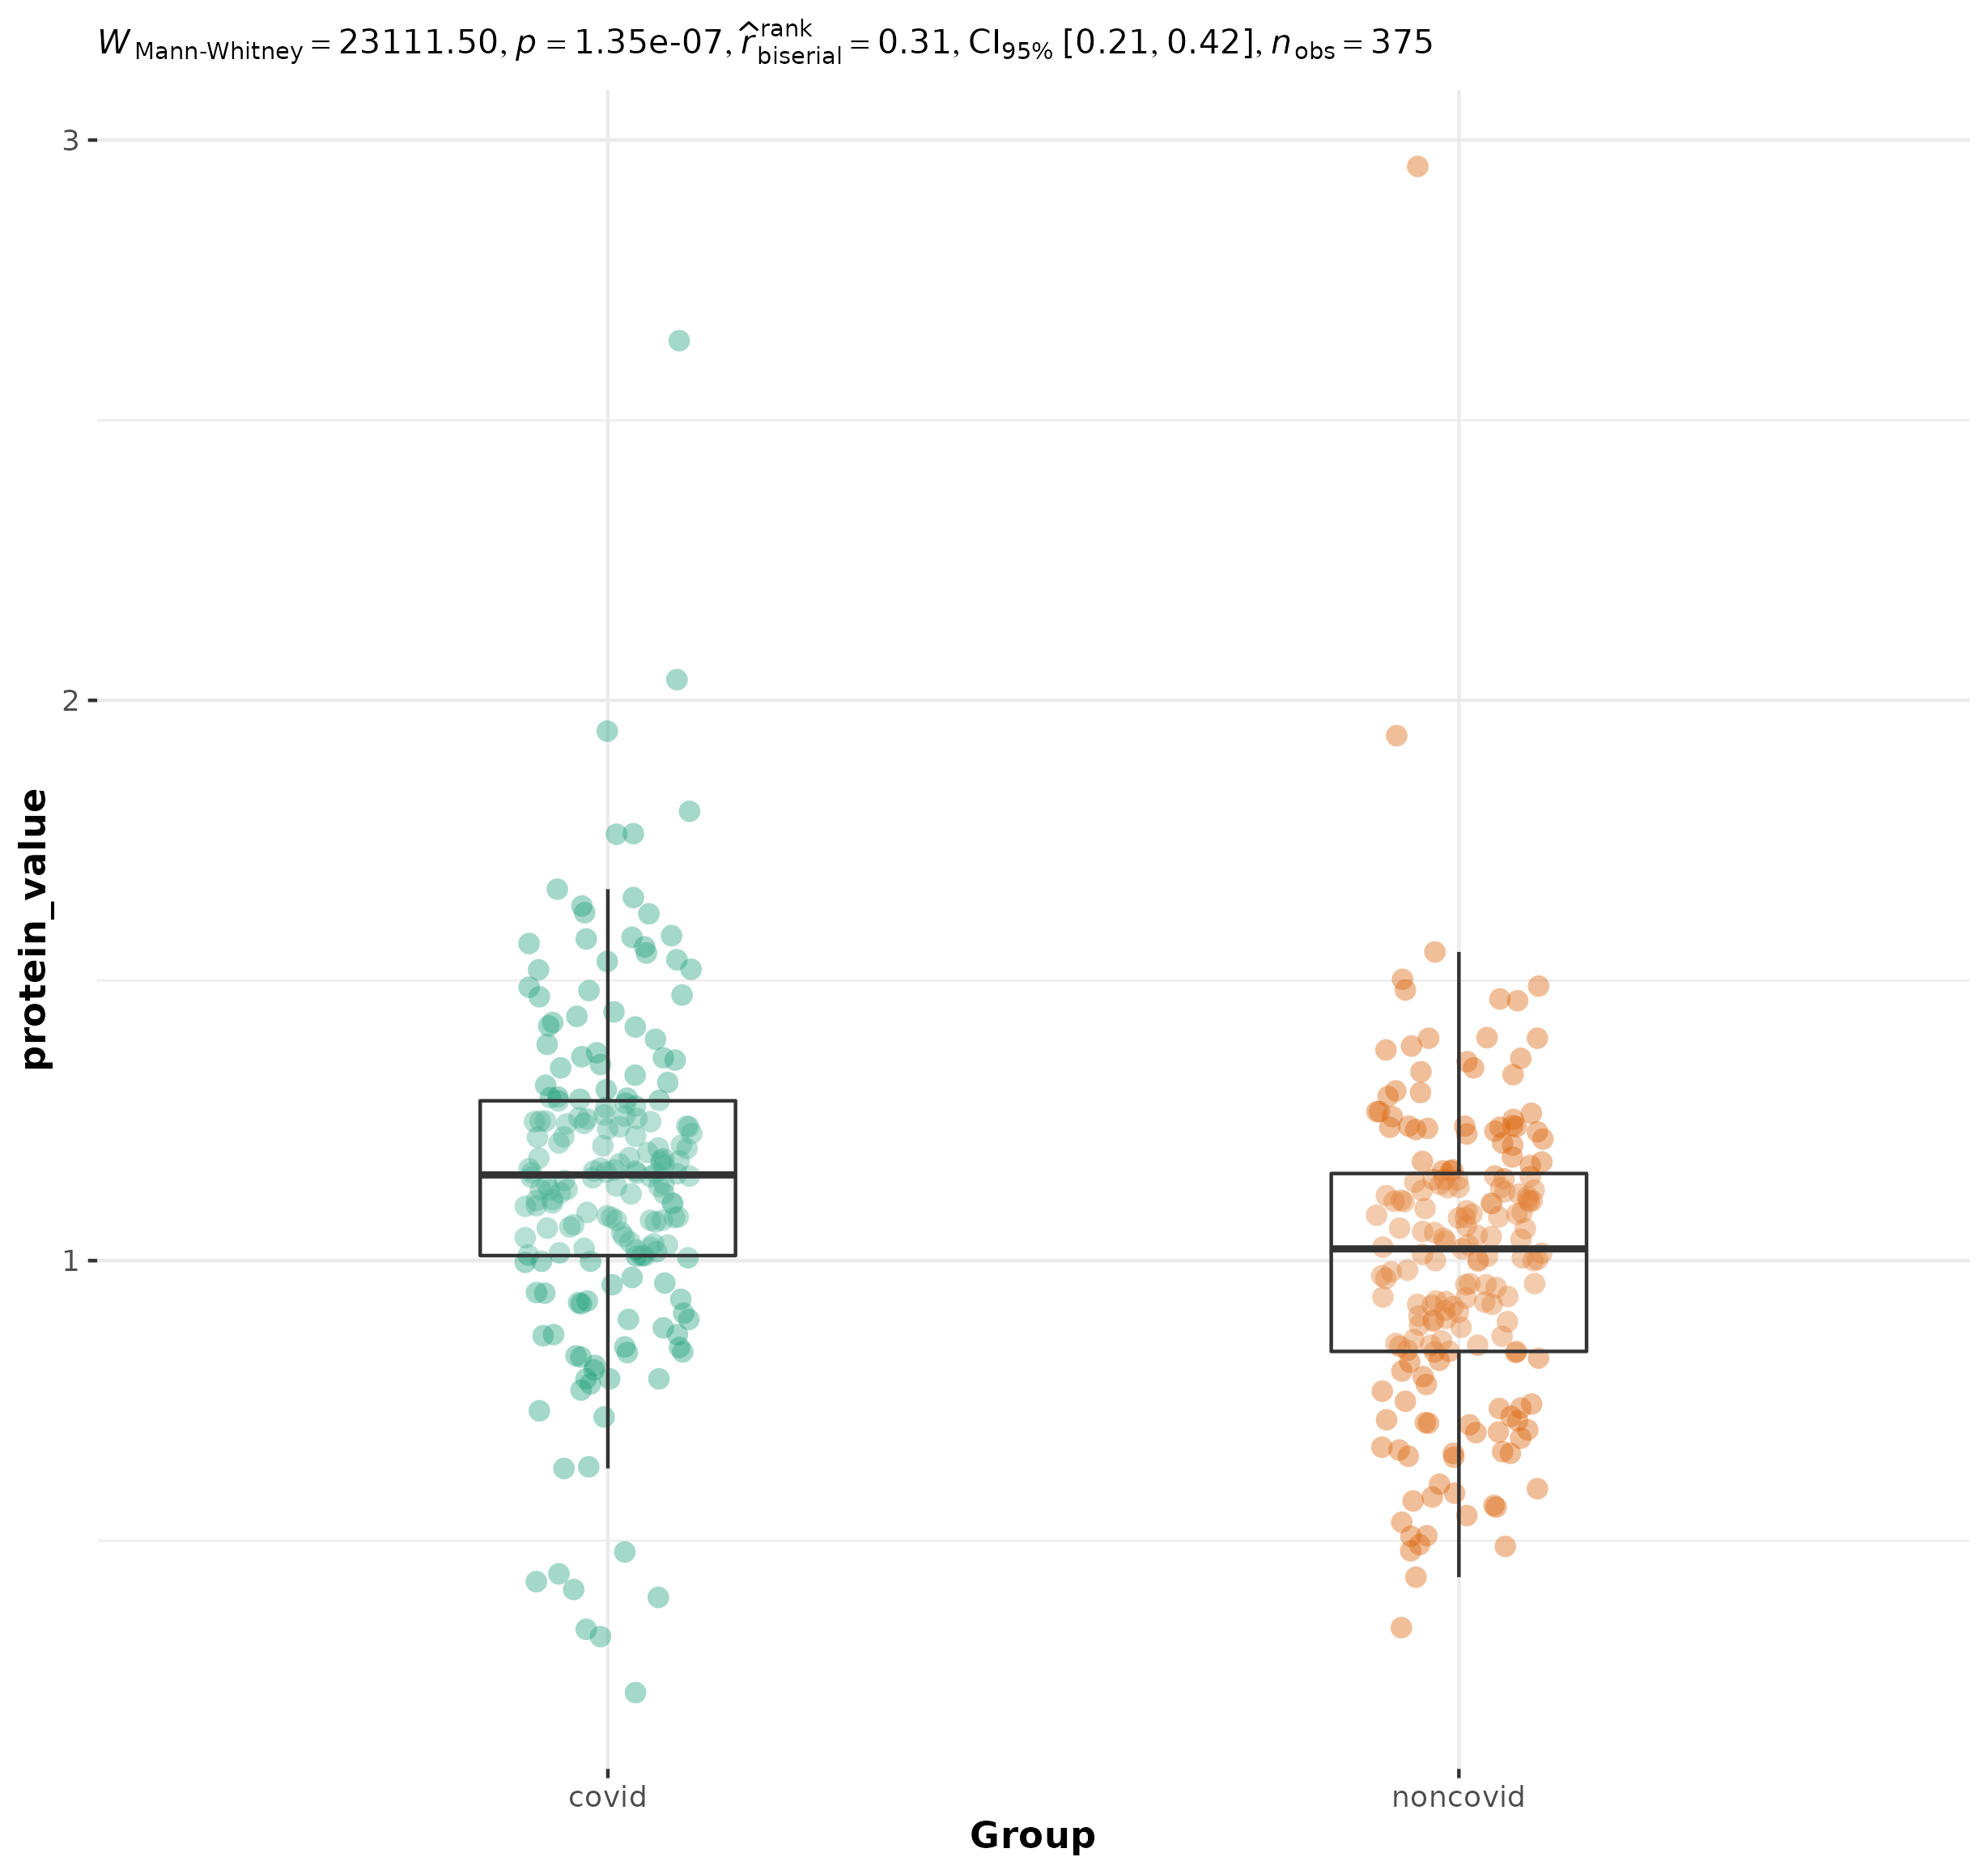 W Mann-Whitney = 23111.50, p = 1.35e-07, r̂ rank biserial = 0.31, CI95% [0.21, 0.42], n obs = 375
3
2
1
protein_value
covid noncovid
Group